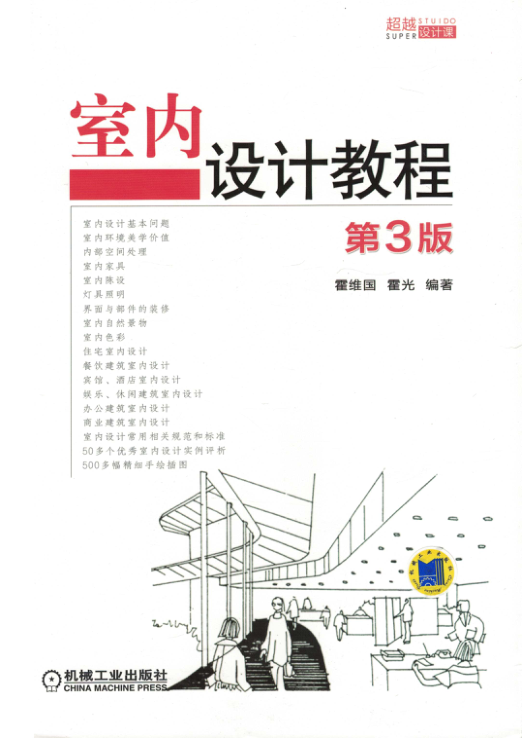 超越 STUIDO
SUPER 设计课
室内
设计教程
第3版
霍维国 霍光 编著
室内设计基本问题
室内环境美学价值
内部空间处理
室内家具
室内陈设
灯具照明
界面与部件的装修
室内自然景物
室内色彩
住宅室内设计
餐饮建筑室内设计
宾馆、酒店室内设计
娱乐、休闲建筑室内设计
办公建筑室内设计
商业建筑室内设计
室内设计常用相关规范和标准
50多个优秀室内设计实例评析
500多幅精细手绘插图
机械工业出版社
CHINA MACHINE PRESS